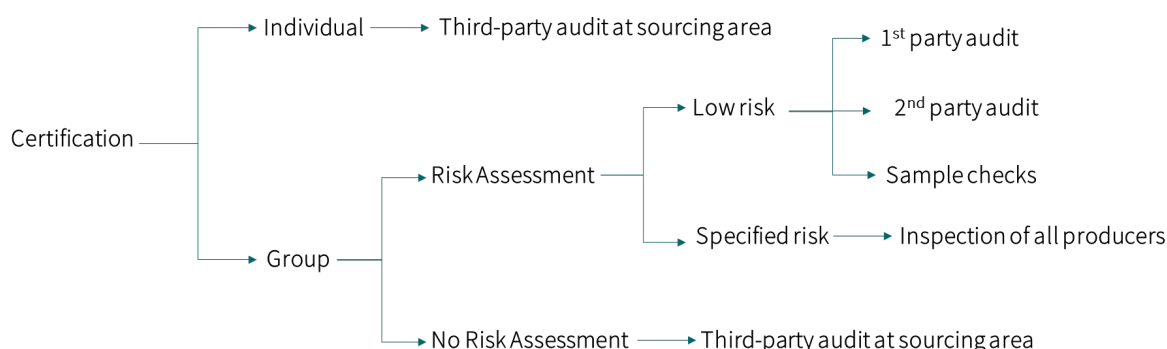 Individual
Third-party audit at sourcing area
1st party audit
Low risk
2nd party audit
Certification
Risk Assessment
Sample checks
Specified risk
Inspection of all producers
Group
No Risk Assessment
Third-party audit at sourcing area